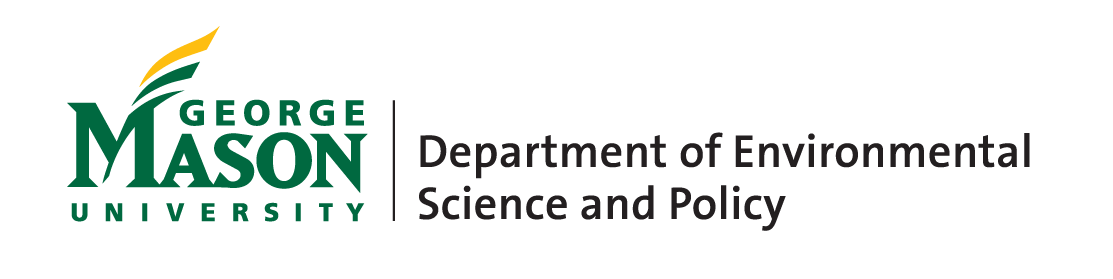 GEORGE
MASON
UNIVERSITY
Department of Environmental
Science and Policy